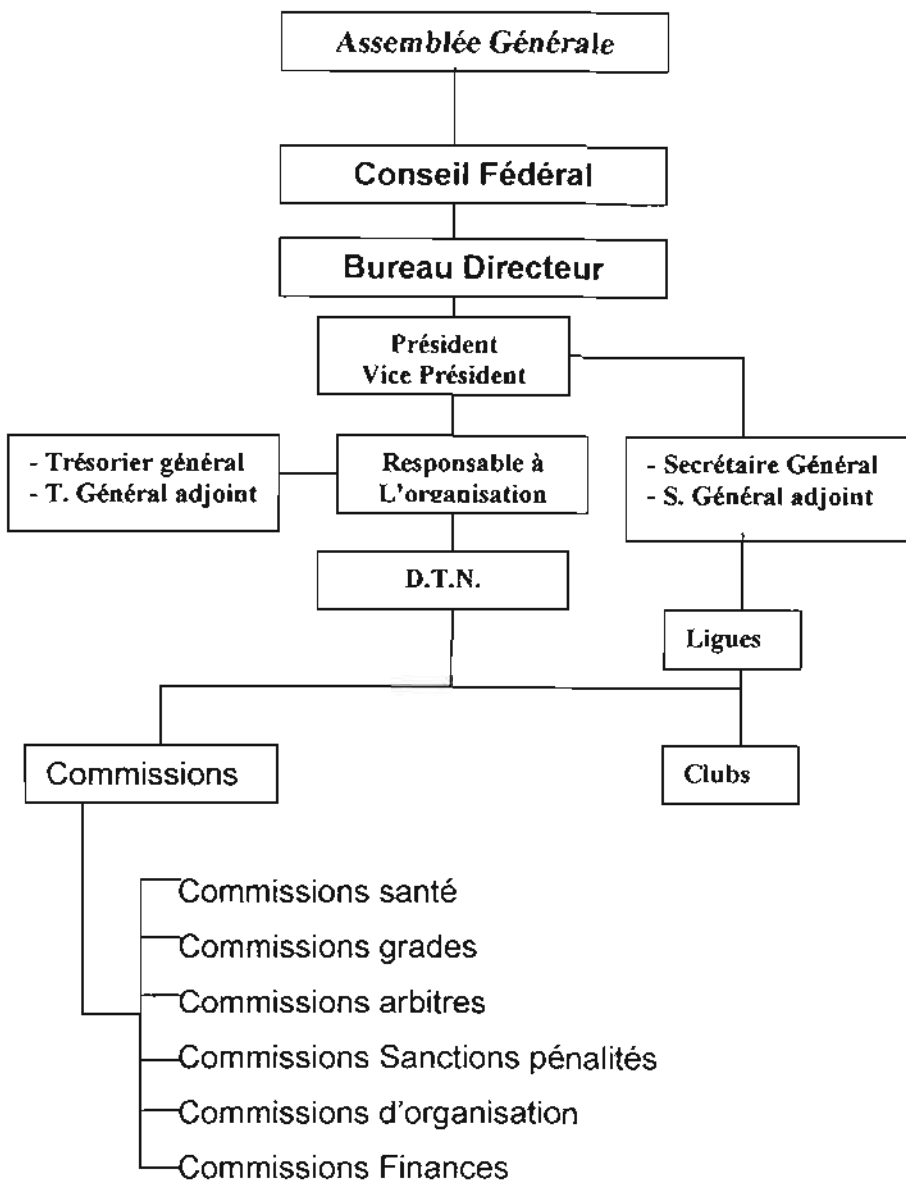 Assemblée Générale
Conseil Fédéral
Bureau Directeur
Président
Vice Président
- Trésorier général
- T. Général adjoint
Responsable à
L'organisation
- Secrétaire Général
- S. Général adjoint
D.T.N.
Ligues
Commissions
Clubs
Commissions santé
Commissions grades
Commissions arbitres
Commissions Sanctions pénalités
Commissions d'organisation
Commissions Finances